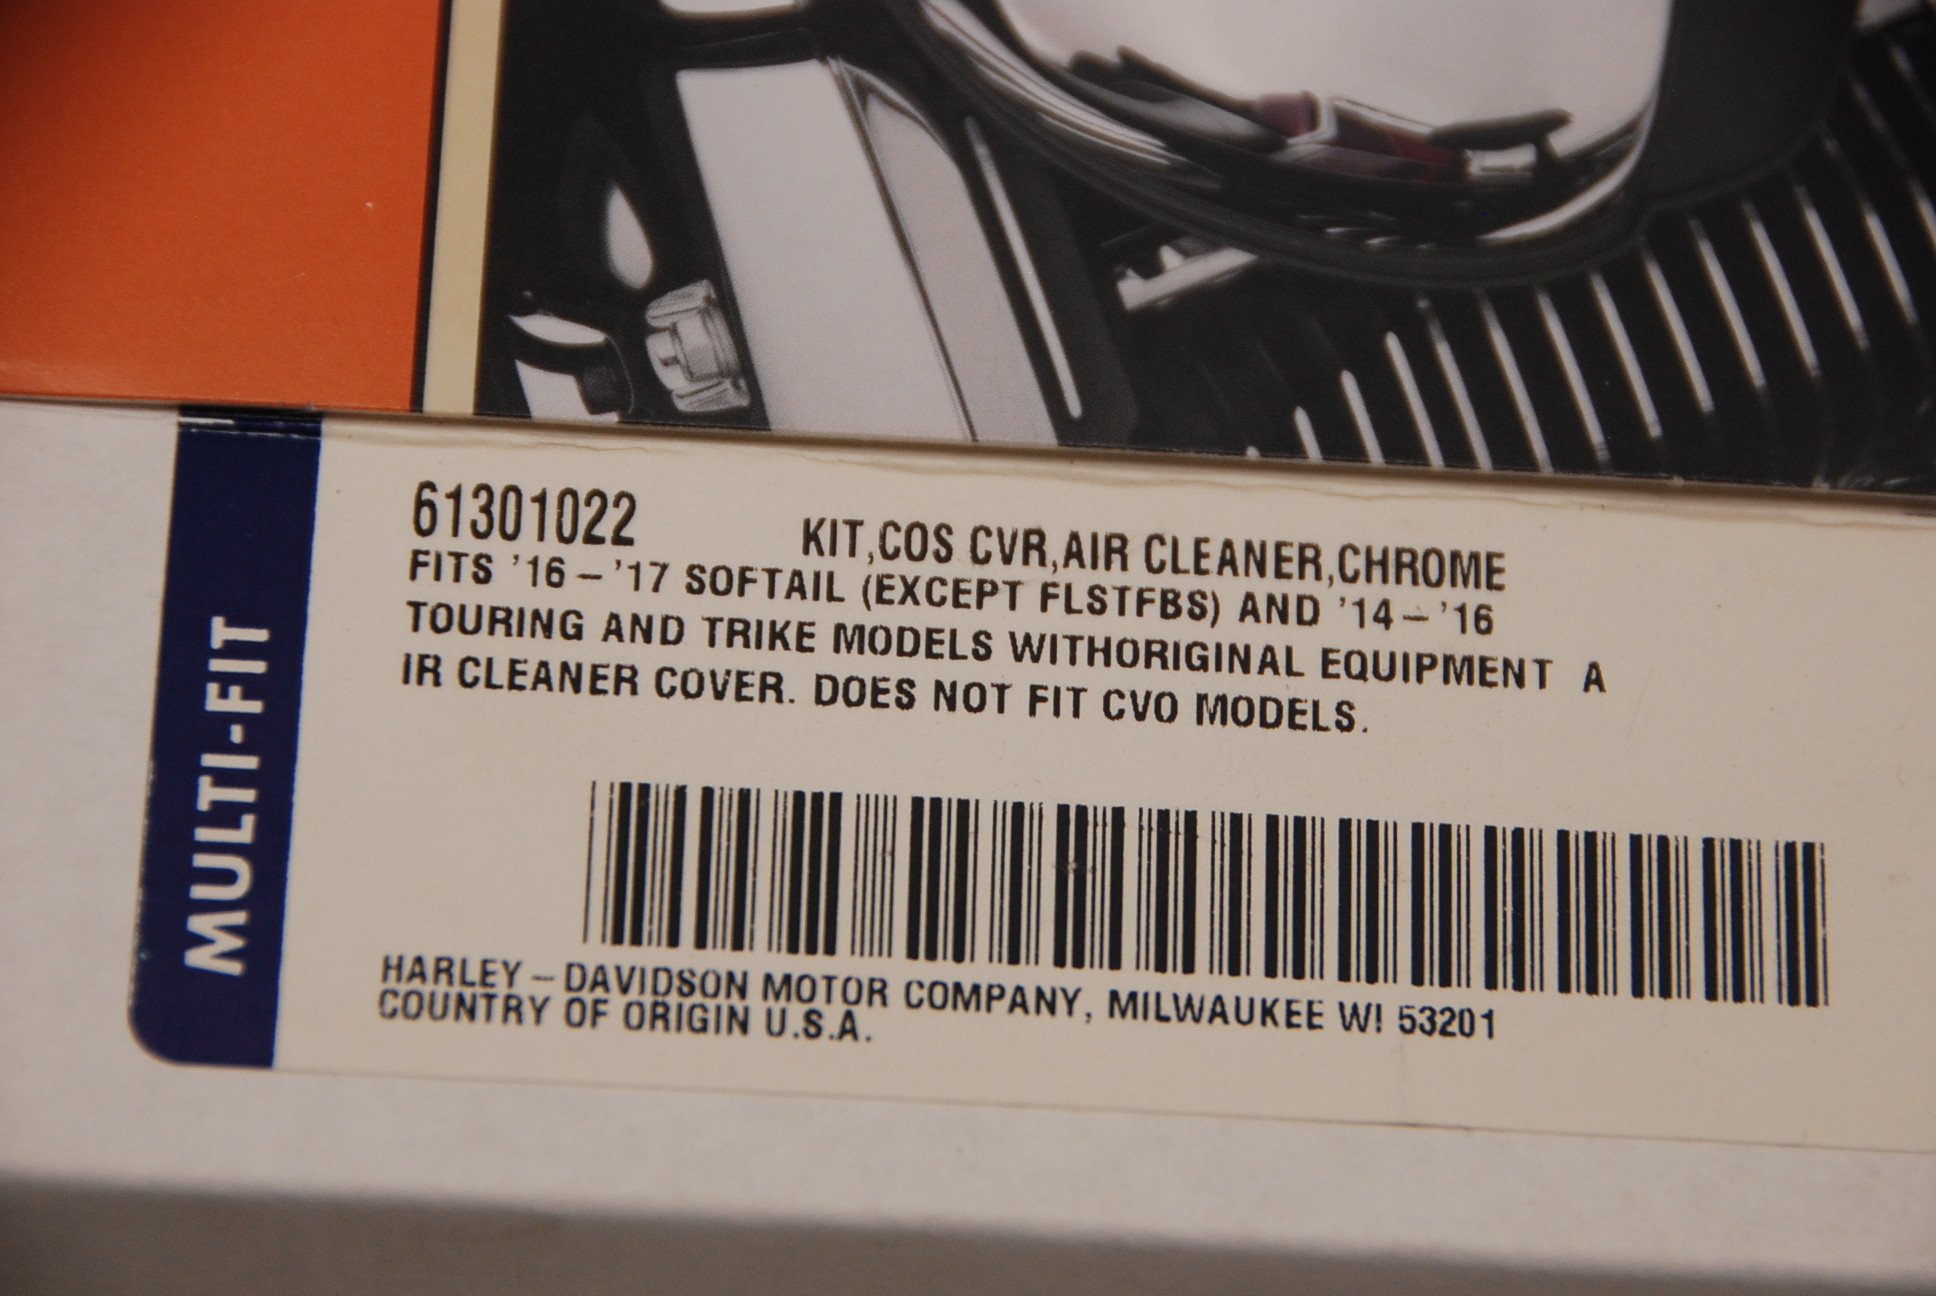 61301022 KIT,COS CVR,AIR CLEANER,CHROME
FITS '16-'17 SOFTAIL (EXCEPT FLSTFBS) AND '14-'16
TOURING AND TRIKE MODELS WITHORIGINAL EQUIPMENT A
IR CLEANER COVER. DOES NOT FIT CVO MODELS.
HARLEY-DAVIDSON MOTOR COMPANY, MILWAUKEE WI 53201
COUNTRY OF ORIGIN U.S.A.
MULTI-FIT